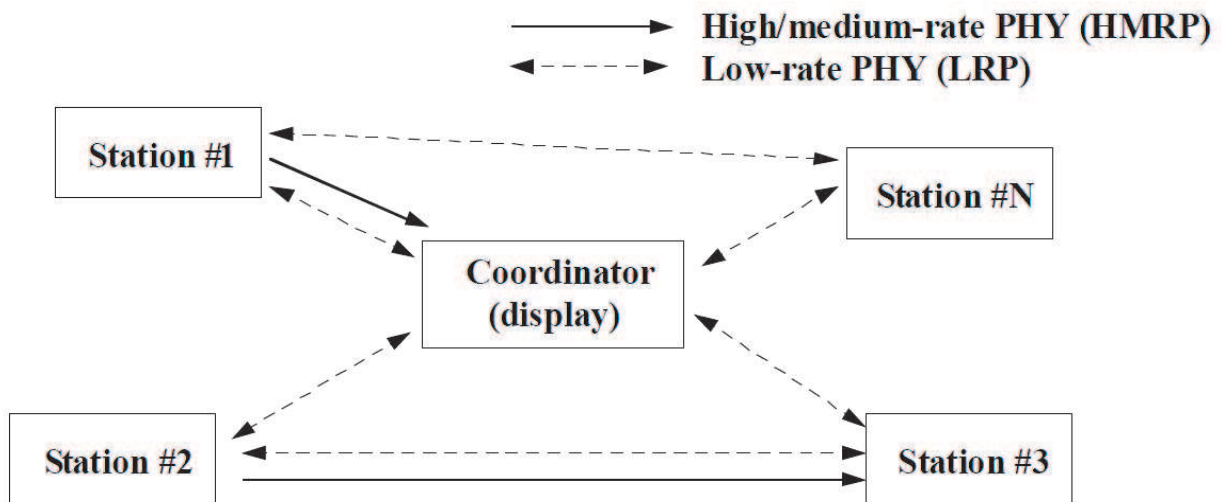 High/medium-rate PHY (HMRP)
Low-rate PHY (LRP)
Station #1
Station #N
Coordinator
(display)
Station #2
Station #3